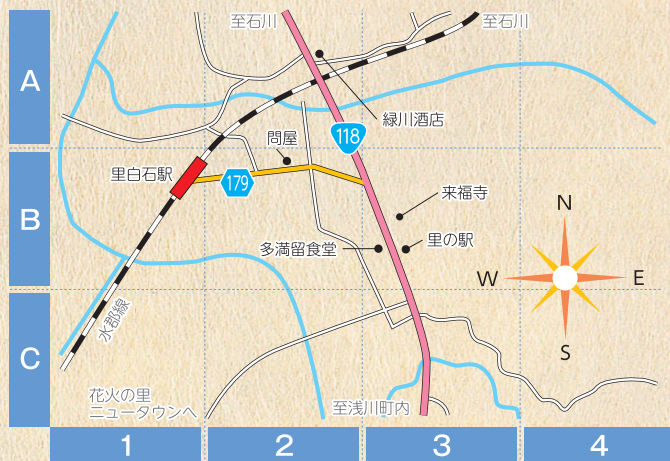 至石川
至石川
A
緑川酒店
118
問屋
里白石駅
179
来福寺
B
里の駅
多満留食堂
N
W
E
S
水郡線
C
花火の里
ニュータウンへ
至浅川町内
1
2
3
4